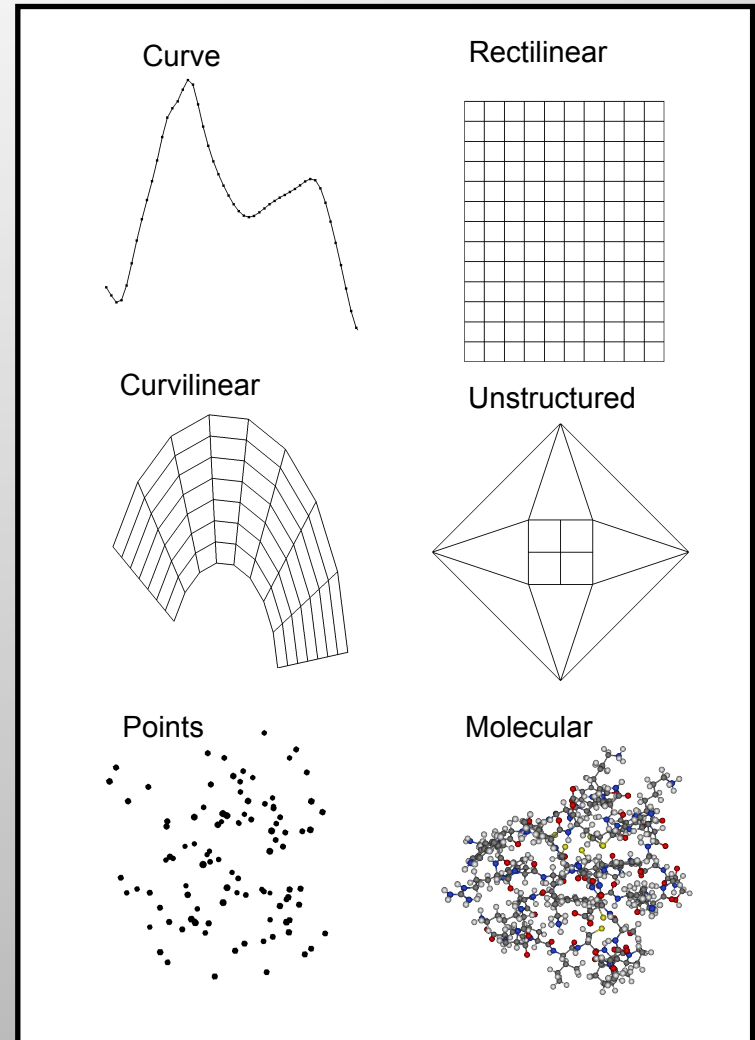 Curve
Rectilinear
Curvilinear
Unstructured
Points
Molecular